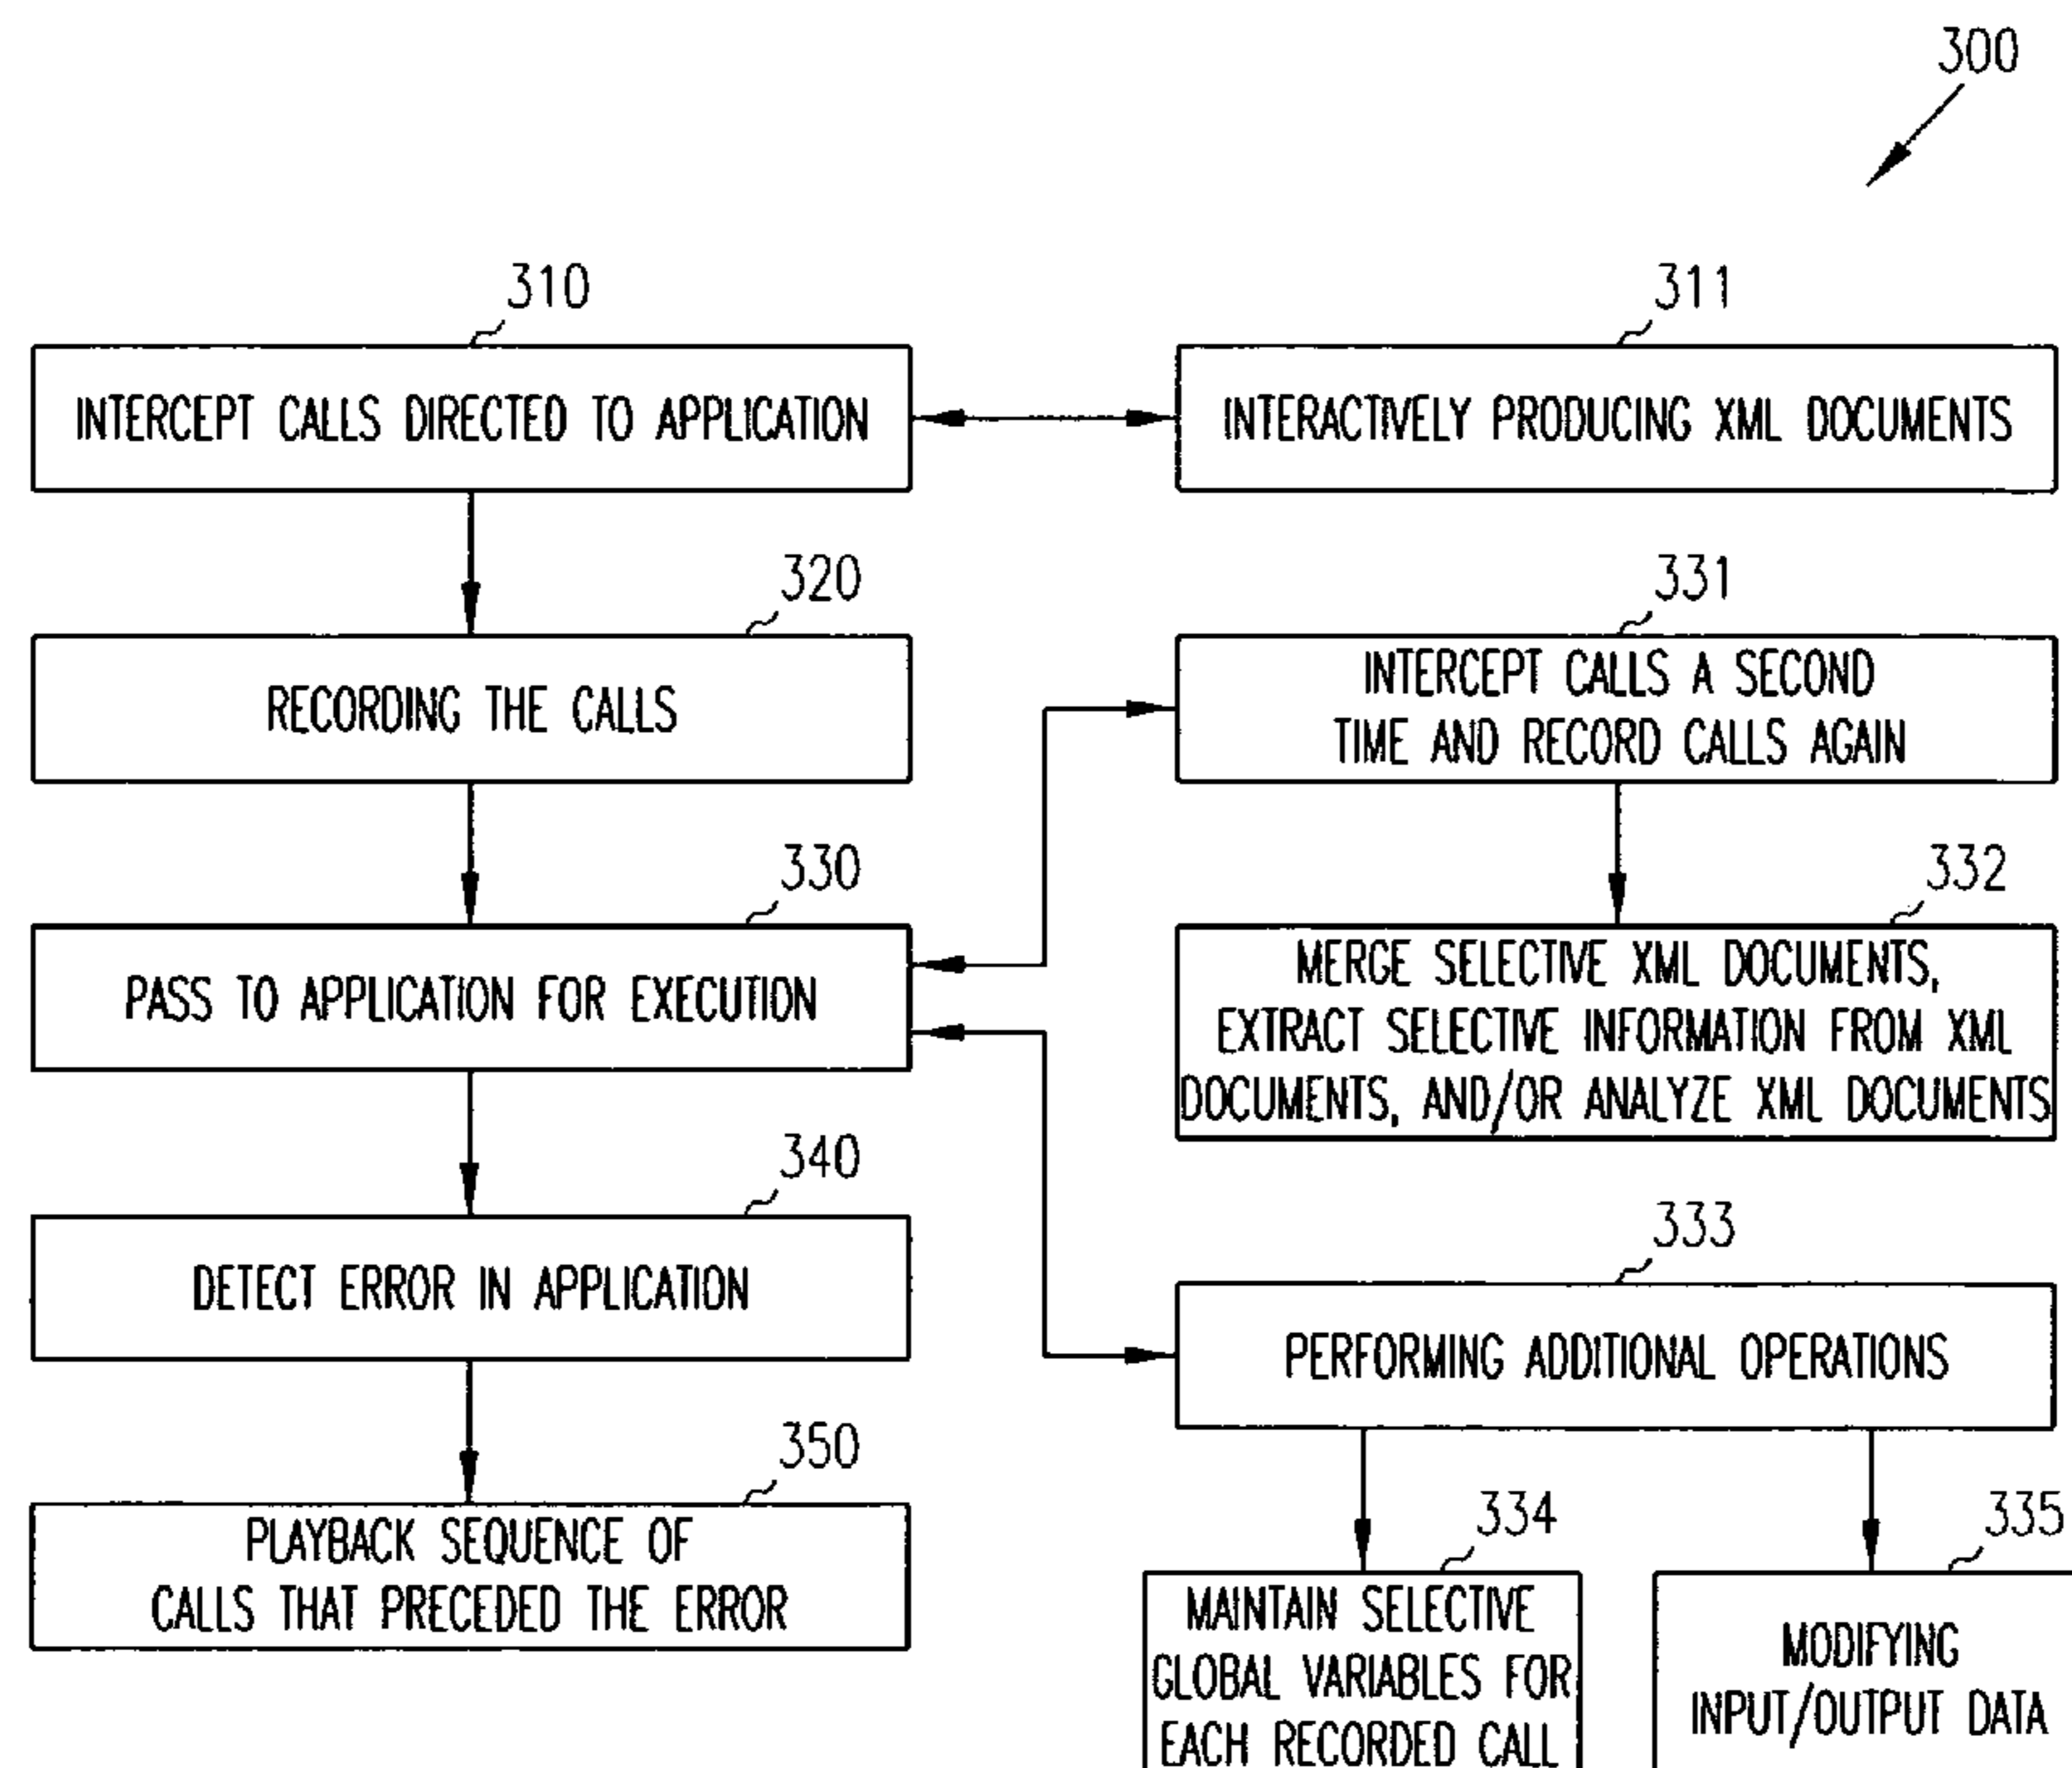 300
310
INTERCEPT CALLS DIRECTED TO APPLICATION
311
INTERACTIVELY PRODUCING XML DOCUMENTS
320
RECORDING THE CALLS
331
INTERCEPT CALLS A SECOND
TIME AND RECORD CALLS AGAIN
330
PASS TO APPLICATION FOR EXECUTION
332
MERGE SELECTIVE XML DOCUMENTS,
EXTRACT SELECTIVE INFORMATION FROM XML
DOCUMENTS, AND/OR ANALYZE XML DOCUMENTS
340
DETECT ERROR IN APPLICATION
333
PERFORMING ADDITIONAL OPERATIONS
350
PLAYBACK SEQUENCE OF
CALLS THAT PRECEDED THE ERROR
334
MAINTAIN SELECTIVE
GLOBAL VARIABLES FOR
EACH RECORDED CALL
335
MODIFYING
INPUT/OUTPUT DATA